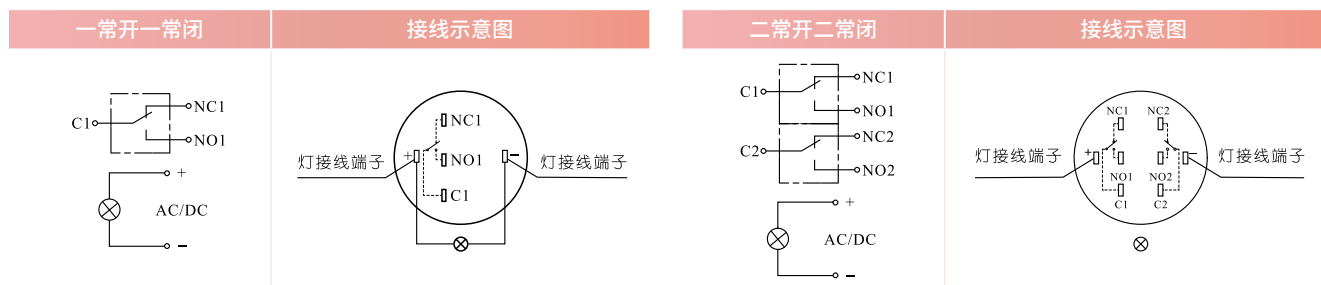 一常开一常闭
接线示意图
NC1
C1
NO1
+
AC/DC
−
NC1
灯接线端子
+
NO1
−
灯接线端子
C1
二常开二常闭
接线示意图
NC1
C1
NO1
NC2
C2
NO2
+
AC/DC
−
NC1
NC2
灯接线端子
+
−
灯接线端子
NO1
NO2
C1
C2